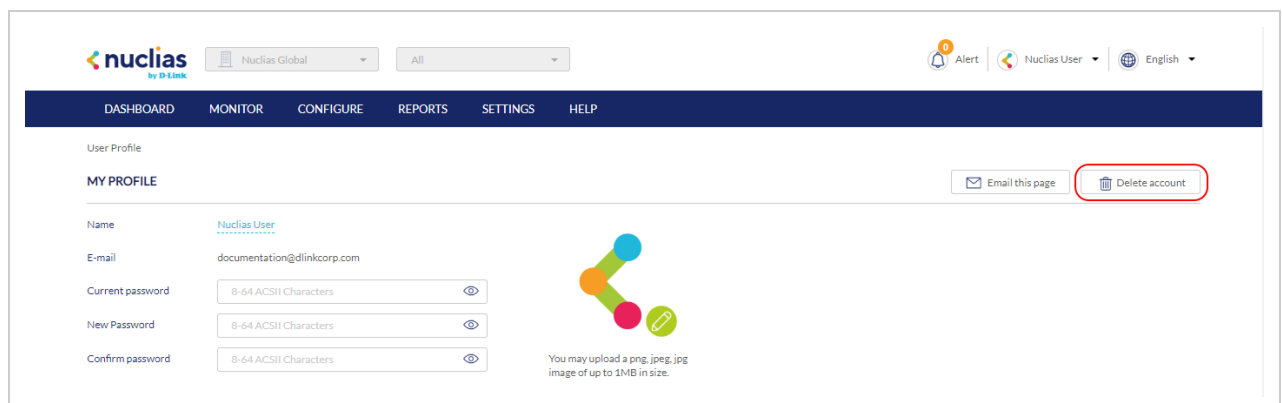 nuclias
by D-Link
Nuclias Global
All
0
Alert
Nuclias User
English
DASHBOARD MONITOR CONFIGURE REPORTS SETTINGS HELP
User Profile
MY PROFILE
Email this page
Delete account
Name Nuclias User
E-mail documentation@dlinkcorp.com
Current password 8-64 ACSII Characters
New Password 8-64 ACSII Characters
Confirm password 8-64 ACSII Characters
You may upload a png, jpeg, jpg
image of up to 1MB in size.